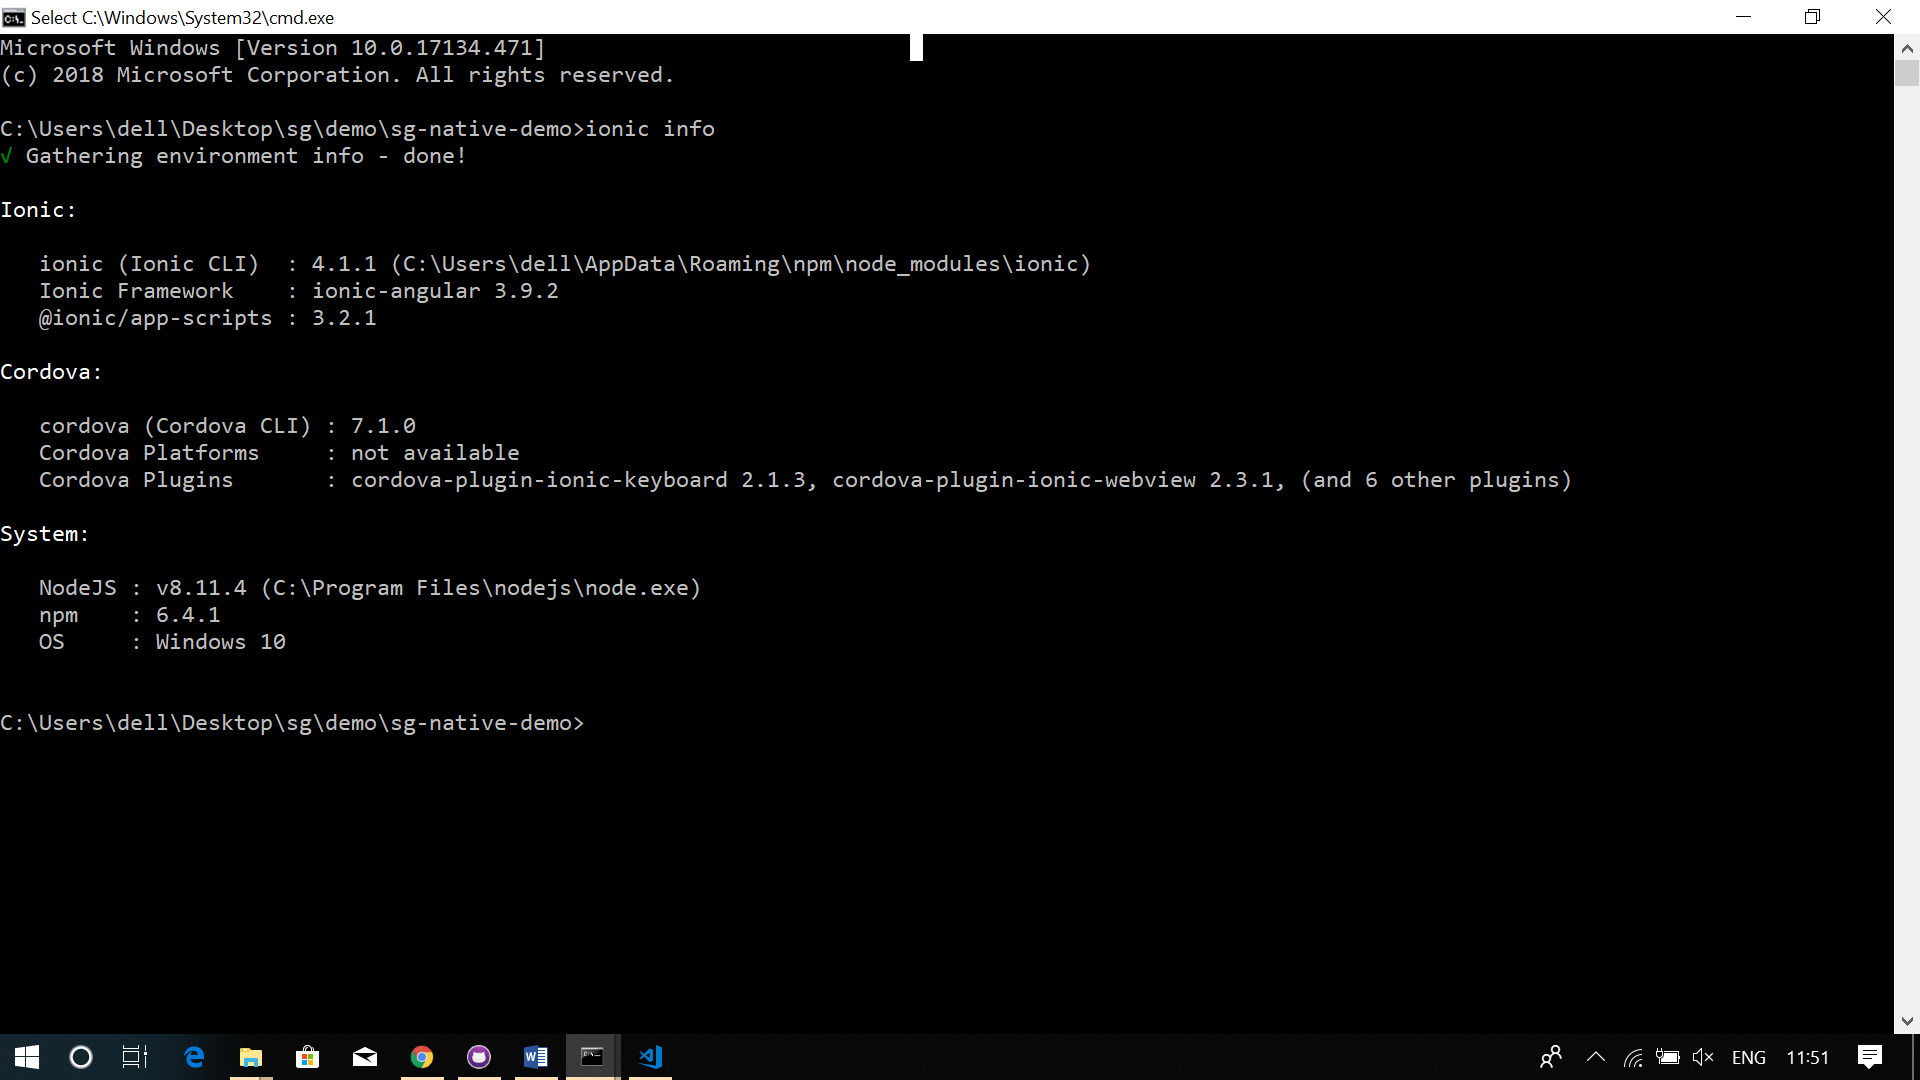 Select C:\Windows\System32\cmd.exe
Microsoft Windows [Version 10.0.17134.471]
(c) 2018 Microsoft Corporation. All rights reserved.
C:\Users\dell\Desktop\sg\demo\sg-native-demo>ionic info
√ Gathering environment info - done!
Ionic:
ionic (Ionic CLI)  : 4.1.1 (C:\Users\dell\AppData\Roaming\npm\node_modules\ionic)
Ionic Framework    : ionic-angular 3.9.2
@ionic/app-scripts : 3.2.1
Cordova:
cordova (Cordova CLI) : 7.1.0
Cordova Platforms     : not available
Cordova Plugins       : cordova-plugin-ionic-keyboard 2.1.3, cordova-plugin-ionic-webview 2.3.1, (and 6 other plugins)
System:
NodeJS : v8.11.4 (C:\Program Files\nodejs\node.exe)
npm    : 6.4.1
OS     : Windows 10
C:\Users\dell\Desktop\sg\demo\sg-native-demo>
ENG 11:51